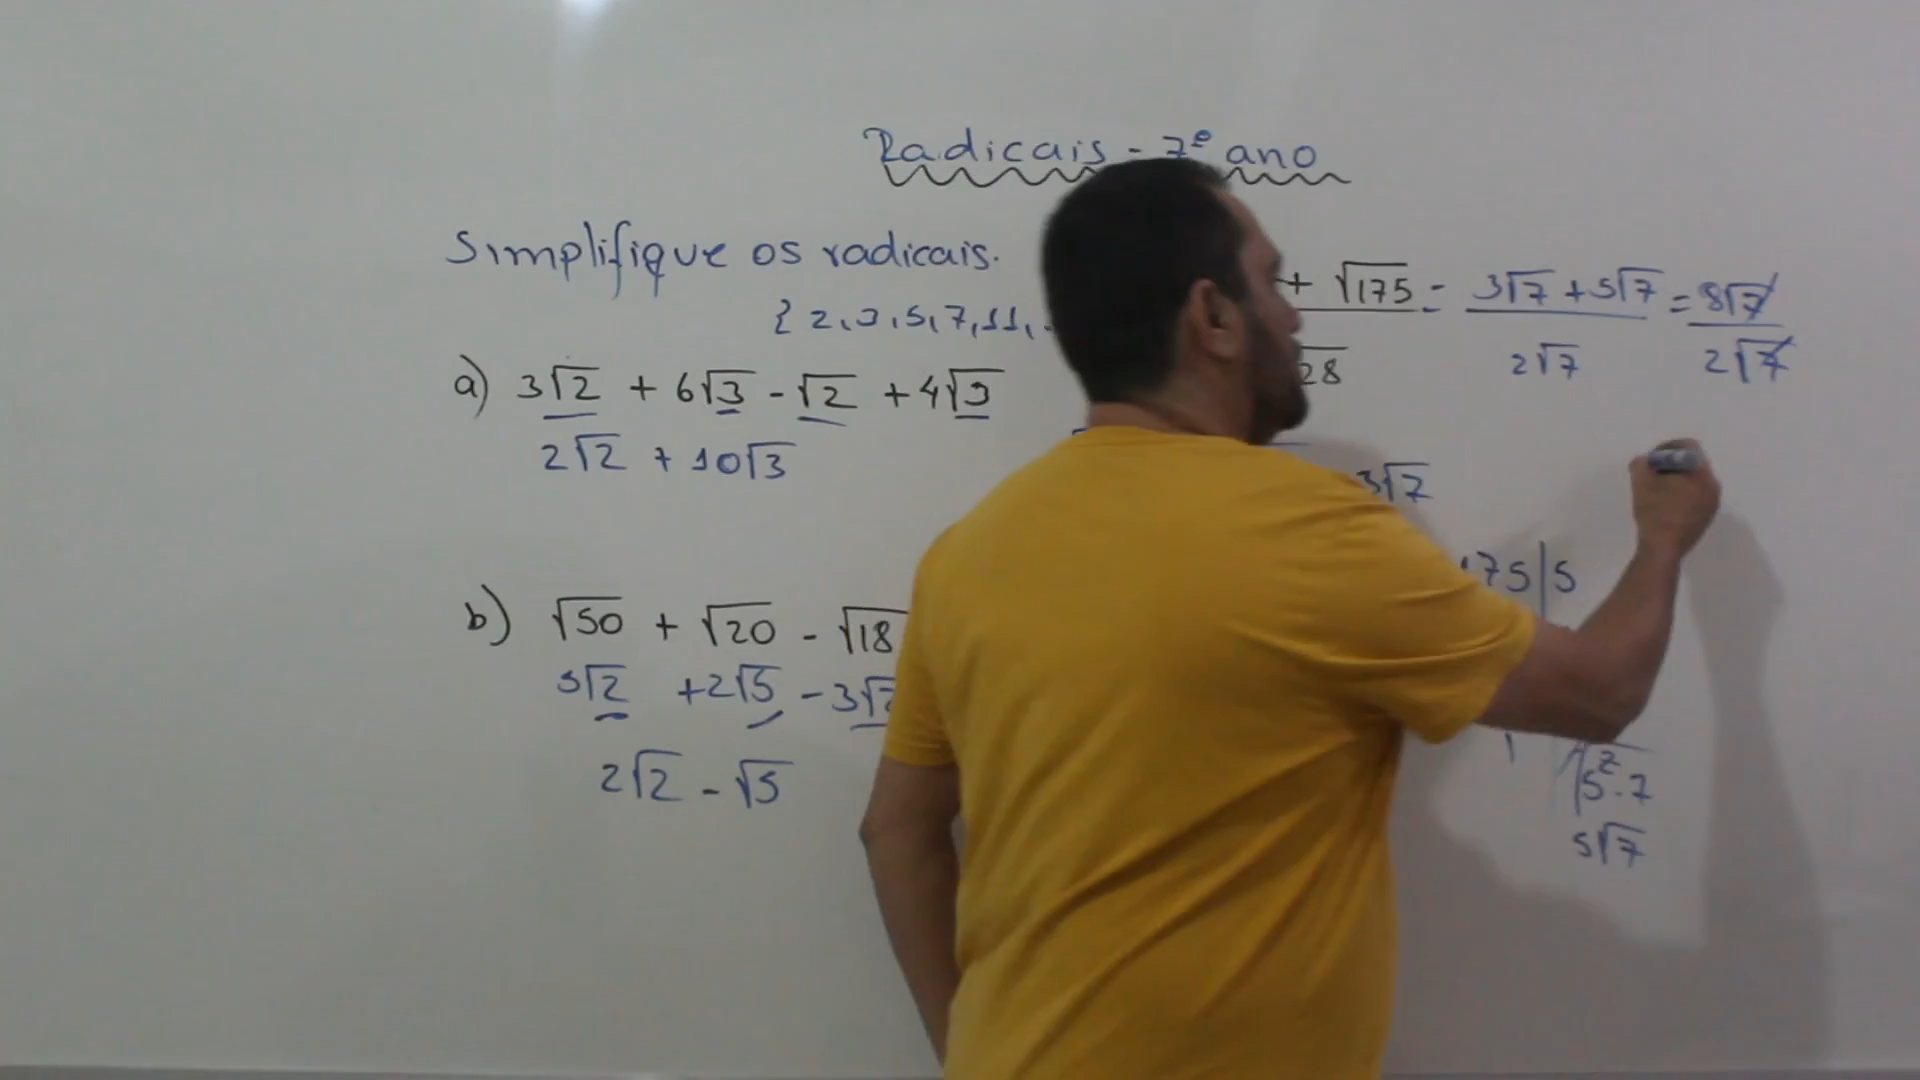 Radicais - 7º ano
Simplifique os radicais.
{ 2, 3, 5, 7, 11,
a) 3√2 + 6√3 - √2 + 4√3
2√2 + 10√3
b) √50 + √20 - √18
5√2 + 2√5 - 3√2
2√2 - √5
+ √175 = 3√7 + 5√7 = 8√7
28 2√7 2√7
3√7
175 | 5
1
√5².7
5√7